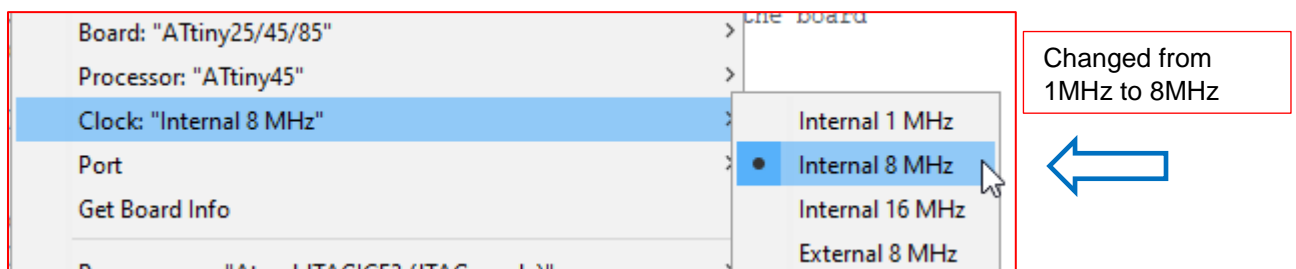 the board
Board: "ATtiny25/45/85"
Processor: "ATtiny45"
Clock: "Internal 8 MHz"
Port
Get Board Info
Internal 1 MHz
Internal 8 MHz
Internal 16 MHz
External 8 MHz
Changed from
1MHz to 8MHz